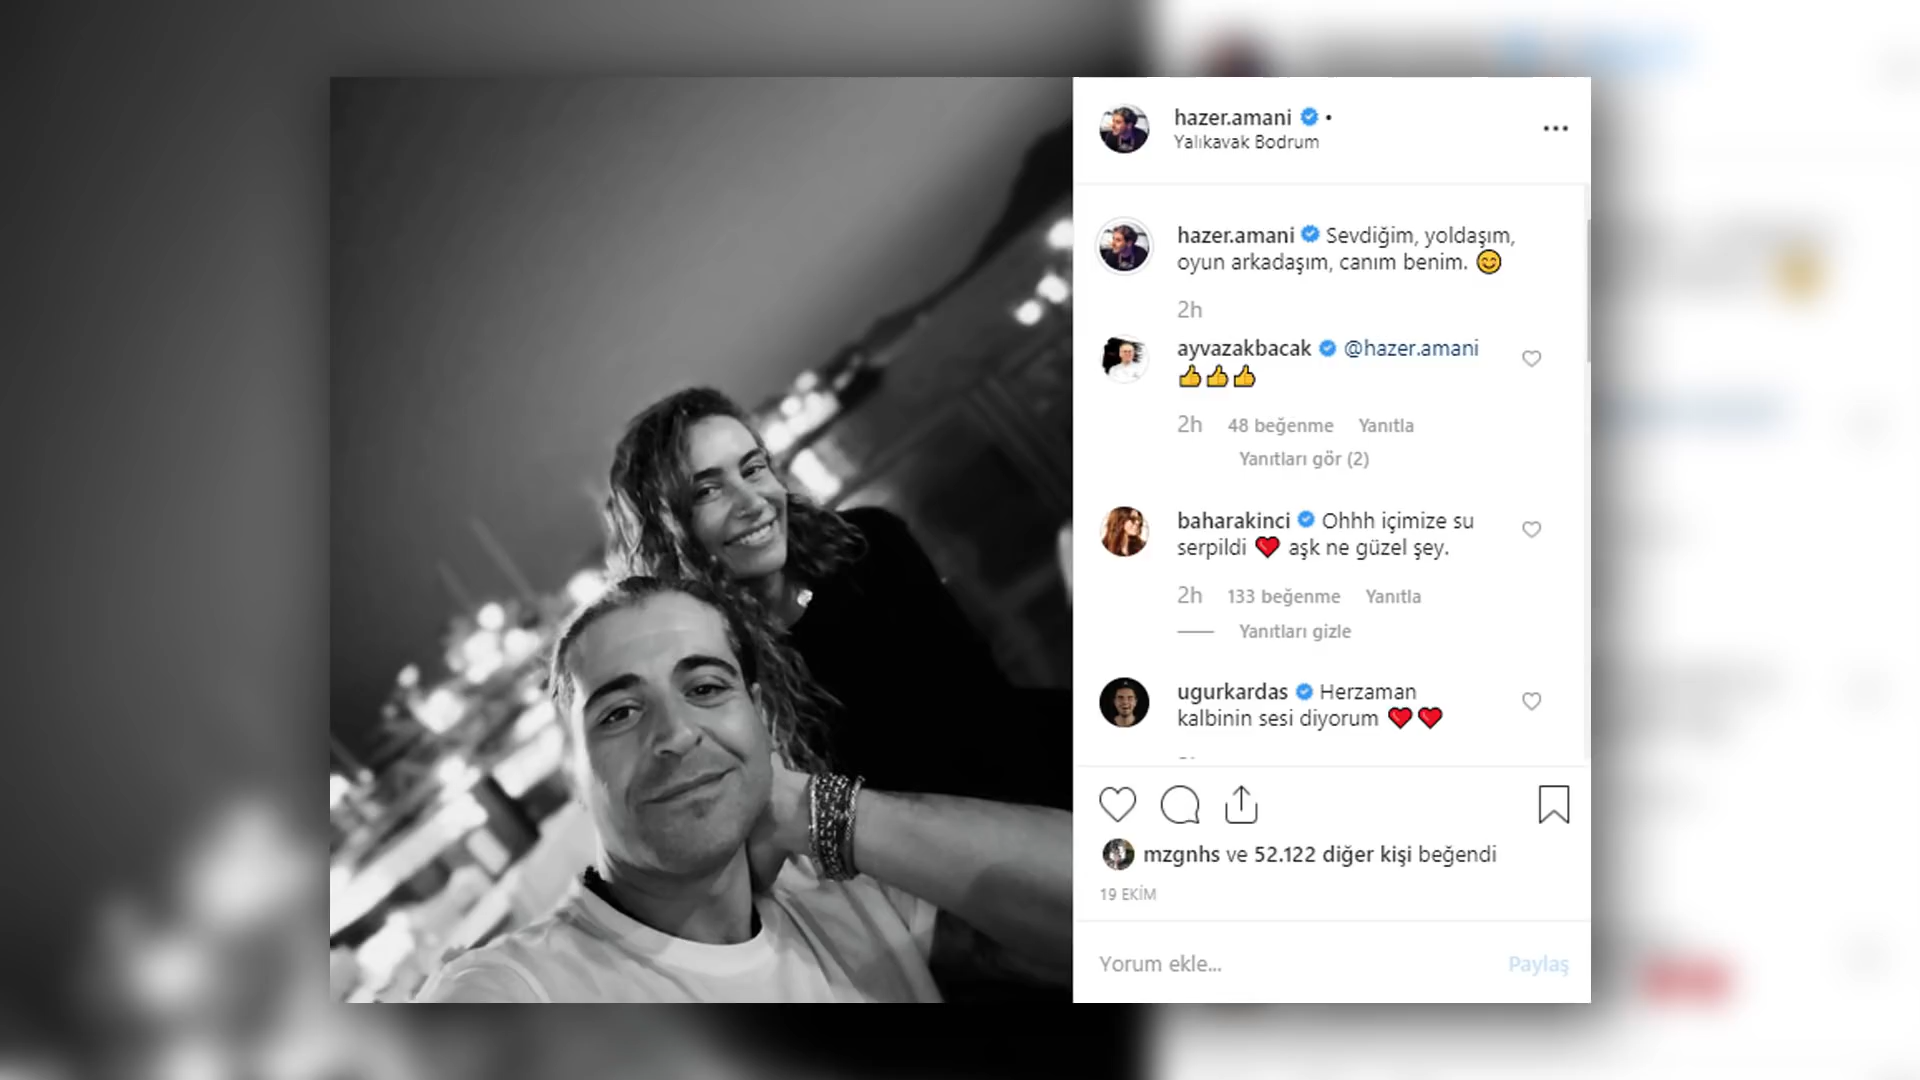 hazer.amani •
Yalıkavak Bodrum
hazer.amani Sevdiğim, yoldaşım,
oyun arkadaşım, canım benim. 😊
2h
ayvazakbacak @hazer.amani
👍👍👍
2h 48 beğenme Yanıtla
Yanıtları gör (2)
baharakinci Ohhh içimize su
serpildi ❤️ aşk ne güzel şey.
2h 133 beğenme Yanıtla
Yanıtları gizle
ugurkardas Herzaman
kalbinin sesi diyorum ❤️❤️
mzgnhs ve 52.122 diğer kişi beğendi
19 EKİM
Yorum ekle... Paylaş